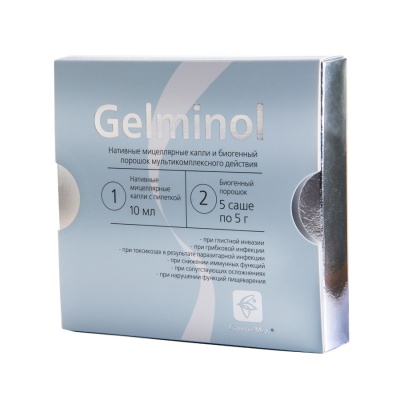 Gelminol
Нативные мицеллярные капли и биогенный
порошок мультикомплексного действия
1
Нативные
мицеллярные
капли с пипеткой
10 мл
2
Биогенный
порошок
5 саше
по 5 г
- при глистной инвазии
- при грибковой инфекции
- при токсикозах в результате паразитарной инфекции
- при снижении иммунных функций
- при сопутствующих осложнениях
- при нарушении функций пищеварения